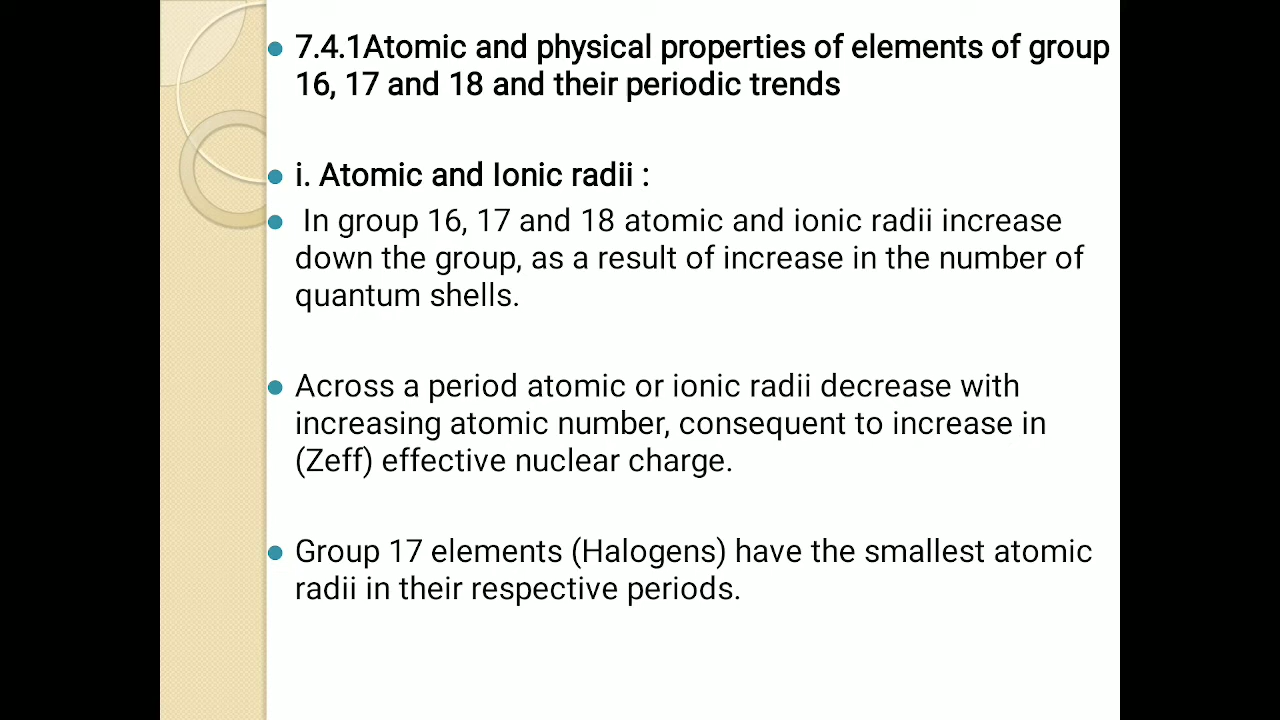 7.4.1Atomic and physical properties of elements of group
16, 17 and 18 and their periodic trends
i. Atomic and Ionic radii :
In group 16, 17 and 18 atomic and ionic radii increase
down the group, as a result of increase in the number of
quantum shells.
Across a period atomic or ionic radii decrease with
increasing atomic number, consequent to increase in
(Zeff) effective nuclear charge.
Group 17 elements (Halogens) have the smallest atomic
radii in their respective periods.